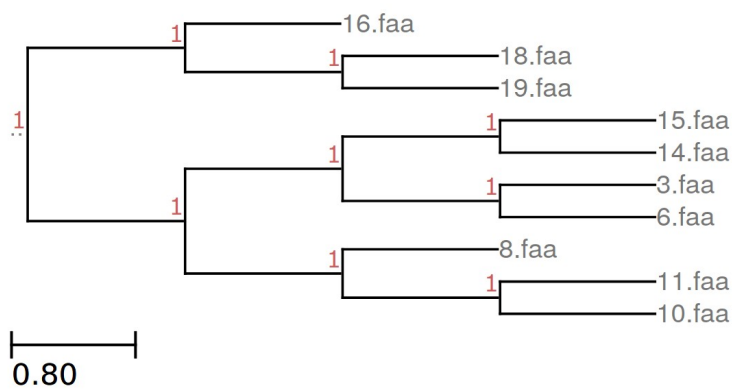 1 16.faa
1 18.faa
19.faa
1
1 15.faa
1 14.faa
1 3.faa
1 6.faa
8.faa
1
1 11.faa
10.faa
0.80